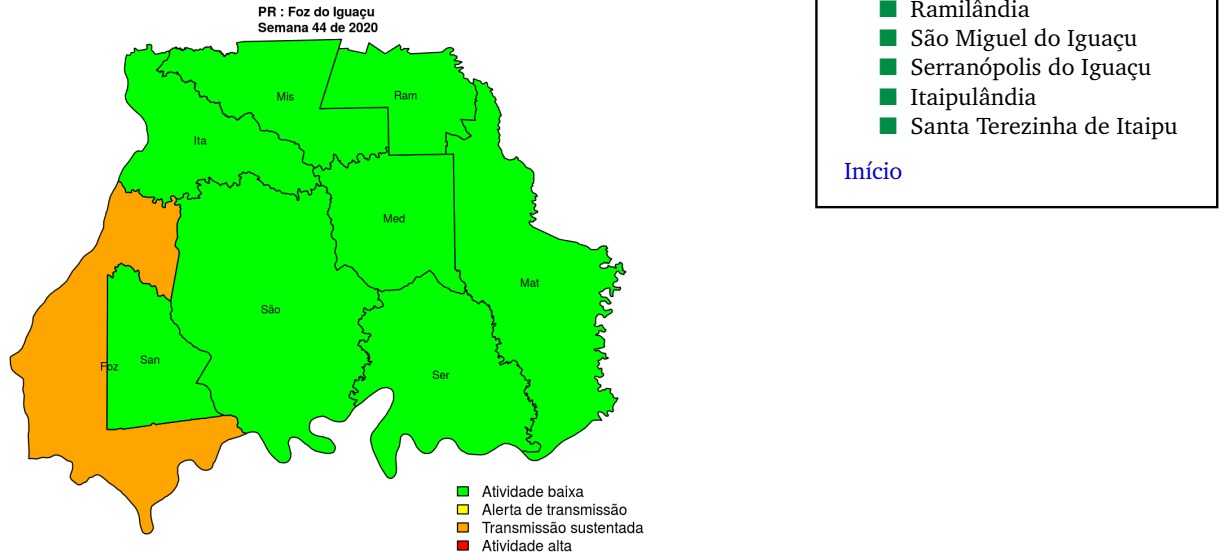 PR : Foz do Iguaçu
Semana 44 de 2020
Mis
Ram
Ita
Med
Mat
São
Foz
San
Ser
Atividade baixa
Alerta de transmissão
Transmissão sustentada
Atividade alta
Ramilândia
São Miguel do Iguaçu
Serranópolis do Iguaçu
Itaipulândia
Santa Terezinha de Itaipu
Início